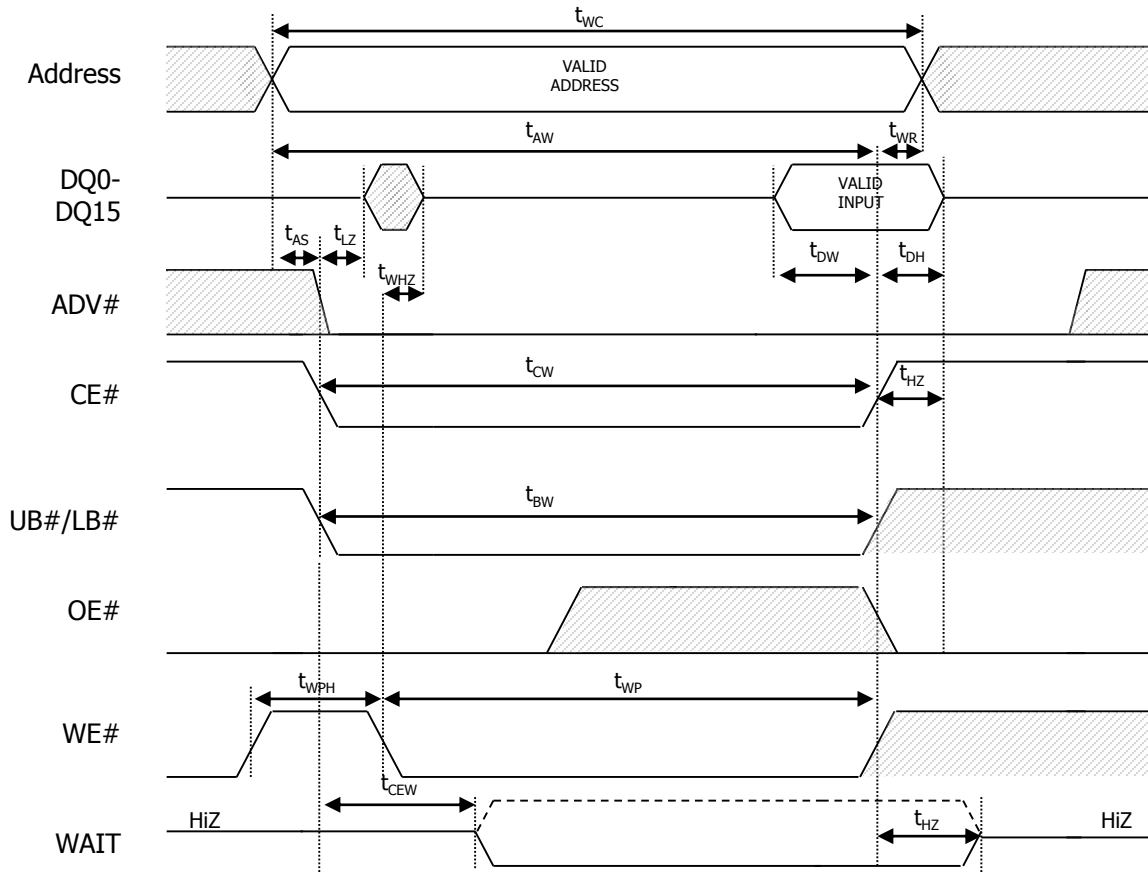 tWC
Address
VALID
ADDRESS
tAW
tWR
DQ0-
DQ15
VALID
INPUT
tAS
tLZ
tWHZ
tDW
tDH
ADV#
tCW
tHZ
CE#
tBW
UB#/LB#
OE#
tWPH
tWP
WE#
tCEW
HiZ
tHZ
HiZ
WAIT